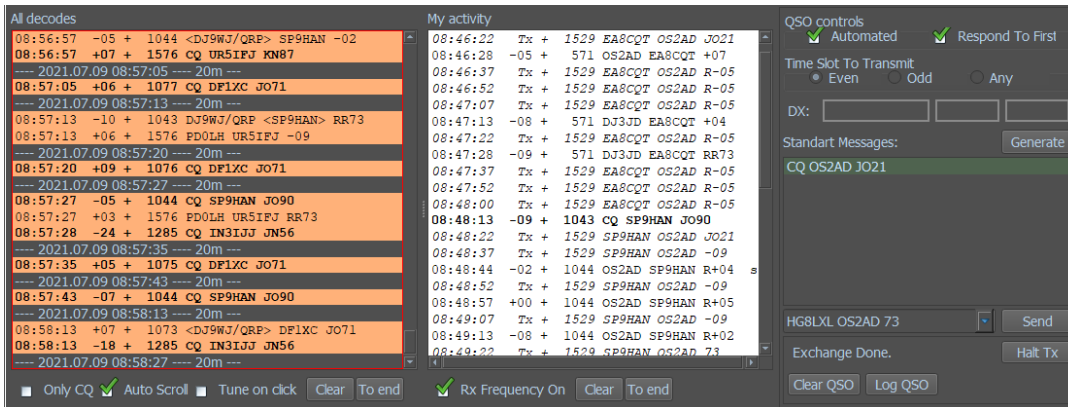 All decodes
08:56:57 -05 + 1044 <DJ9WJ/QRP> SP9HAN -02
08:56:57 +07 + 1576 CQ UR5IFJ KN87
---- 2021.07.09 08:57:05 ---- 20m ---
08:57:05 +06 + 1077 CQ DF1XC JO71
---- 2021.07.09 08:57:13 ---- 20m ---
08:57:13 -10 + 1043 DJ9WJ/QRP <SP9HAN> RR73
08:57:13 +06 + 1576 PD0LH UR5IFJ -09
---- 2021.07.09 08:57:20 ---- 20m ---
08:57:20 +09 + 1076 CQ DF1XC JO71
---- 2021.07.09 08:57:27 ---- 20m ---
08:57:27 -05 + 1044 CQ SP9HAN JO90
08:57:27 +03 + 1576 PD0LH UR5IFJ RR73
08:57:28 -24 + 1285 CQ IN3IJJ JN56
---- 2021.07.09 08:57:35 ---- 20m ---
08:57:35 +05 + 1075 CQ DF1XC JO71
---- 2021.07.09 08:57:43 ---- 20m ---
08:57:43 -07 + 1044 CQ SP9HAN JO90
---- 2021.07.09 08:58:13 ---- 20m ---
08:58:13 +07 + 1073 <DJ9WJ/QRP> DF1XC JO71
08:58:13 -18 + 1285 CQ IN3IJJ JN56
---- 2021.07.09 08:58:27 ---- 20m ---
Only CQ Auto Scroll Tune on click Clear To end
My activity
08:46:22 Tx + 1529 EA8CQT OS2AD JO21
08:46:28 -05 + 571 OS2AD EA8CQT +07
08:46:37 Tx + 1529 EA8CQT OS2AD R-05
08:46:52 Tx + 1529 EA8CQT OS2AD R-05
08:47:07 Tx + 1529 EA8CQT OS2AD R-05
08:47:13 -08 + 571 DJ3JD EA8CQT +04
08:47:22 Tx + 1529 EA8CQT OS2AD R-05
08:47:28 -09 + 571 DJ3JD EA8CQT RR73
08:47:37 Tx + 1529 EA8CQT OS2AD R-05
08:47:52 Tx + 1529 EA8CQT OS2AD R-05
08:48:00 Tx + 1529 EA8CQT OS2AD R-05
08:48:13 -09 + 1043 CQ SP9HAN JO90
08:48:22 Tx + 1529 SP9HAN OS2AD JO21
08:48:37 Tx + 1529 SP9HAN OS2AD -09
08:48:44 -02 + 1044 OS2AD SP9HAN R+04 s
08:48:52 Tx + 1529 SP9HAN OS2AD -09
08:48:57 +00 + 1044 OS2AD SP9HAN R+05
08:49:07 Tx + 1529 SP9HAN OS2AD -09
08:49:13 -08 + 1044 OS2AD SP9HAN R+02
08:49:22 Tx + 1529 SP9HAN OS2AD 73
Rx Frequency On Clear To end
QSO controls
Automated Respond To First
Time Slot To Transmit
Even Odd Any
DX:
Standart Messages: Generate
CQ OS2AD JO21
HG8LXL OS2AD 73 Send
Exchange Done. Halt Tx
Clear QSO Log QSO